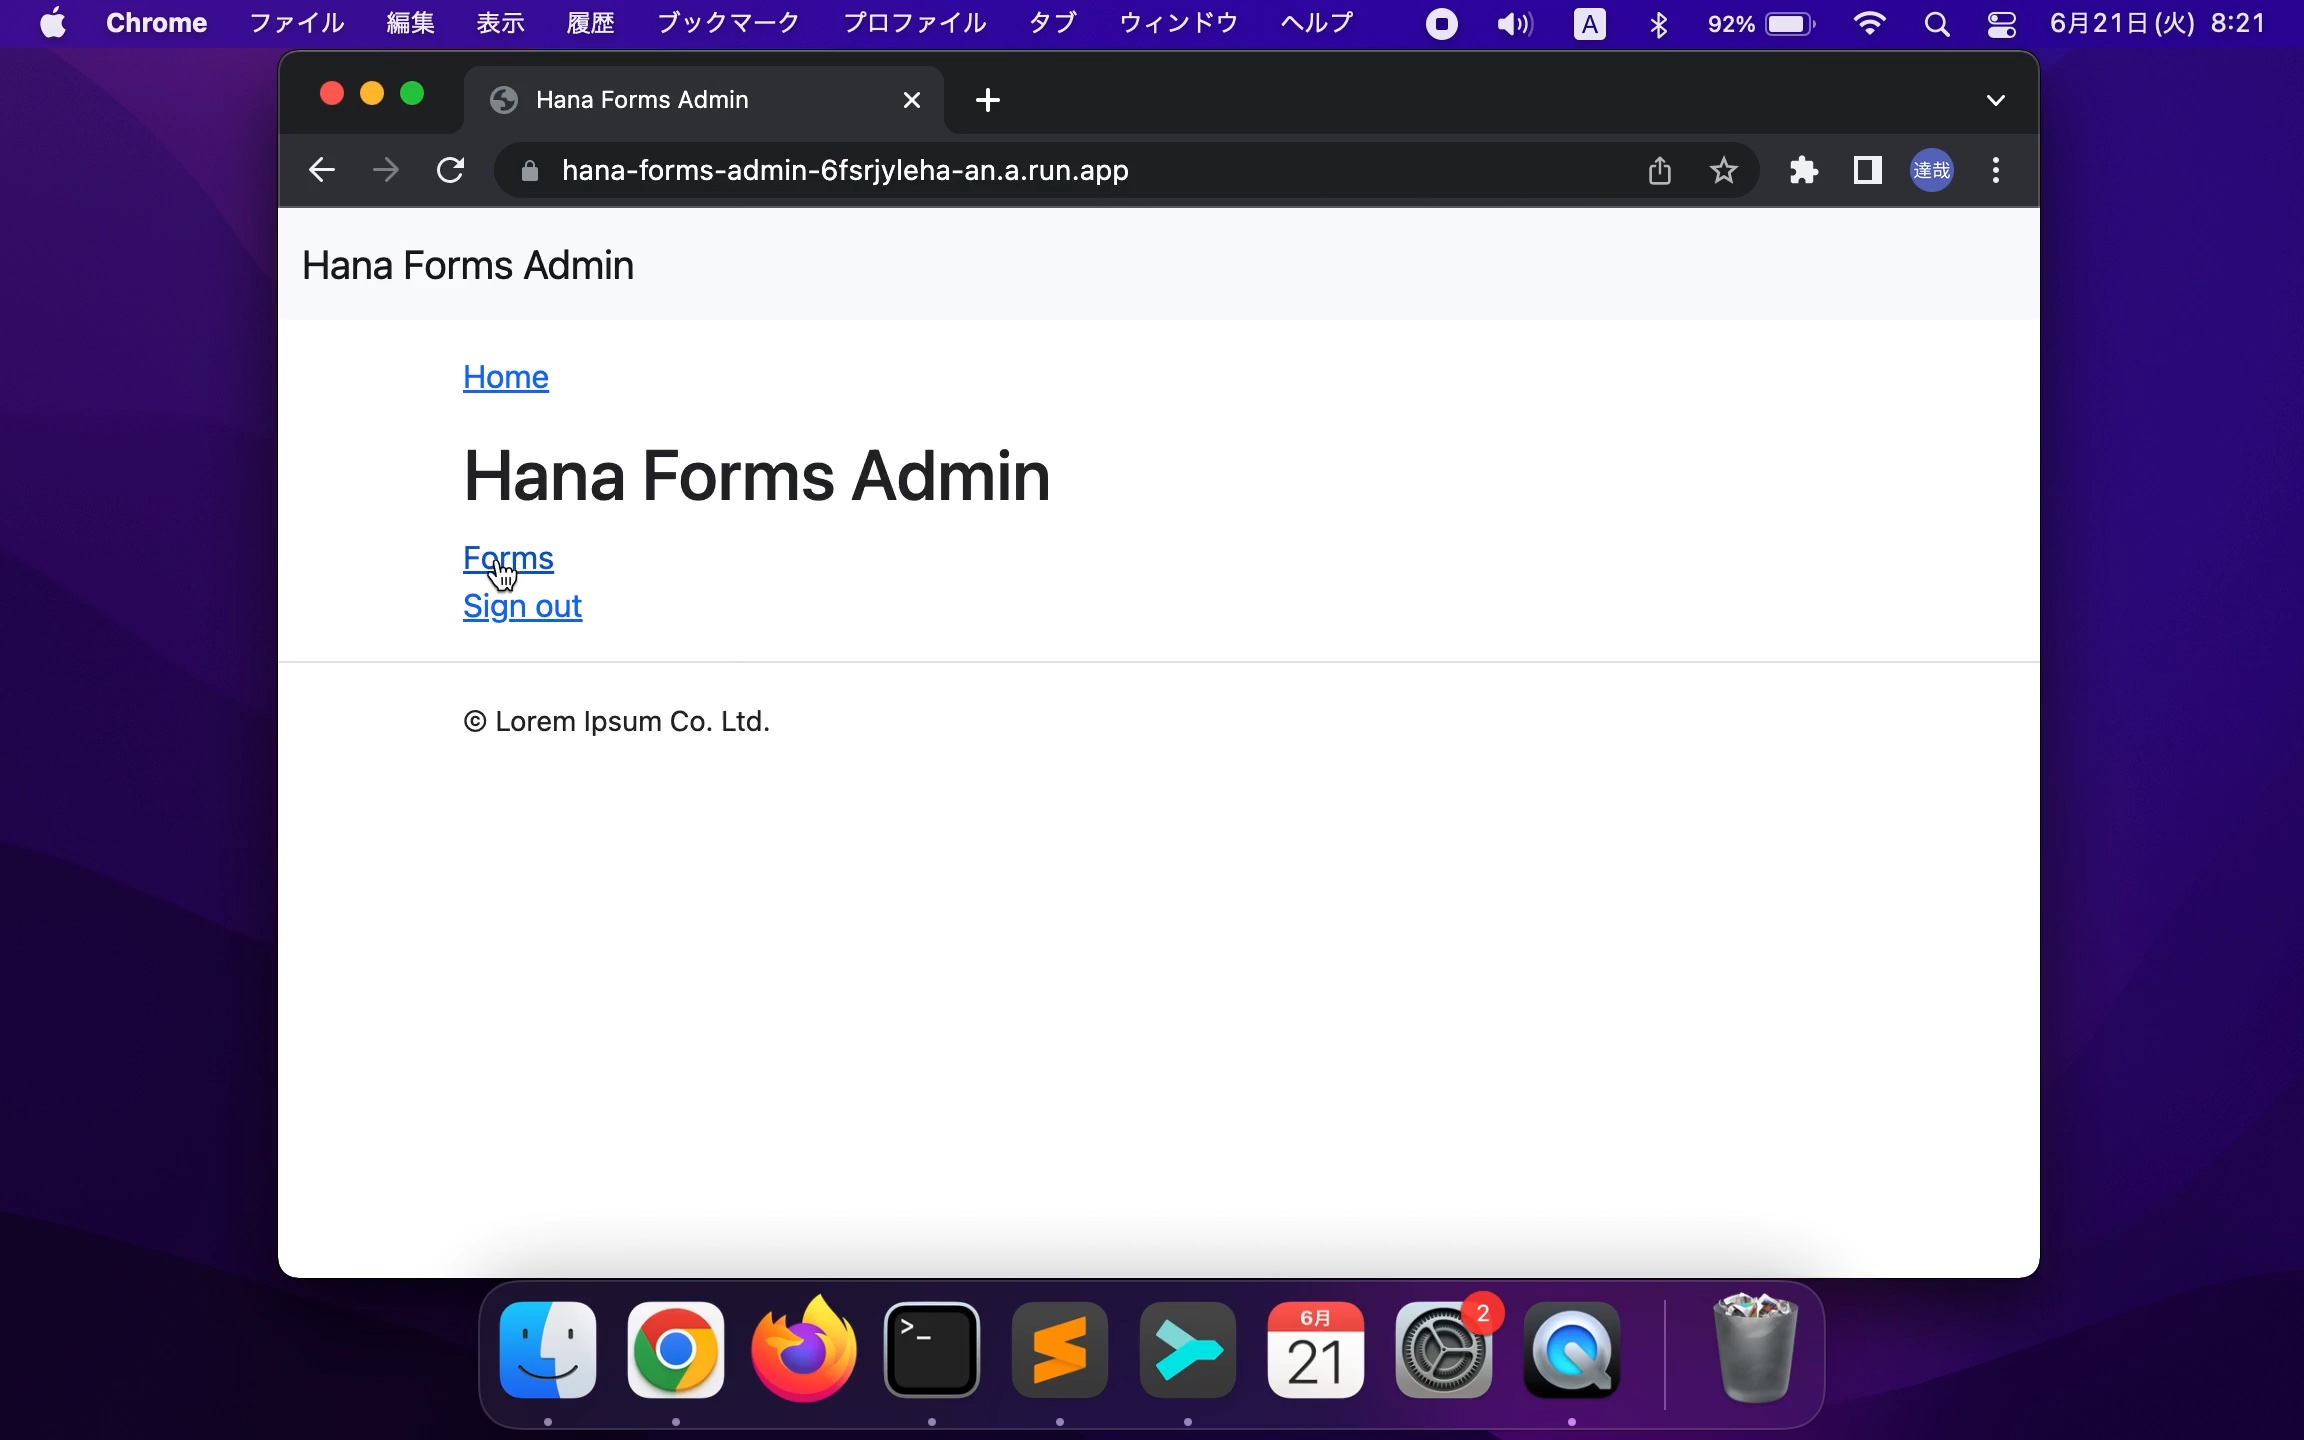 Chrome ファイル 編集 表示 履歴 ブックマーク プロファイル タブ ウィンドウ ヘルプ A 92% 6月21日(火) 8:21
Hana Forms Admin
hana-forms-admin-6fsrjyleha-an.a.run.app 達哉
Hana Forms Admin
Home
Hana Forms Admin
Forms
Sign out
© Lorem Ipsum Co. Ltd.
>_
6月
21
2